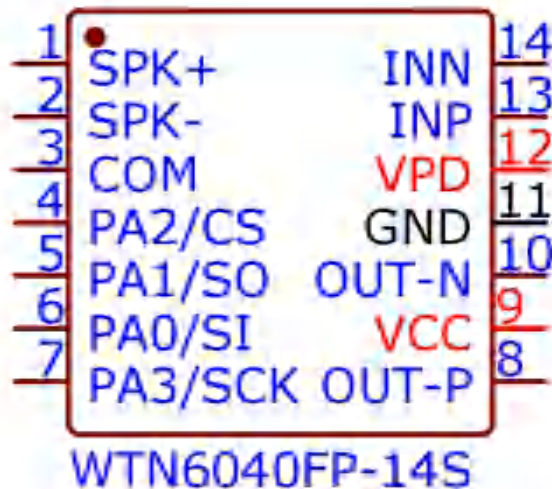 1 SPK+ INN 14
2 SPK- INP 13
3 COM VPD 12
4 PA2/CS GND 11
5 PA1/SO OUT-N 10
6 PA0/SI VCC 9
7 PA3/SCK OUT-P 8
WTN6040FP-14S